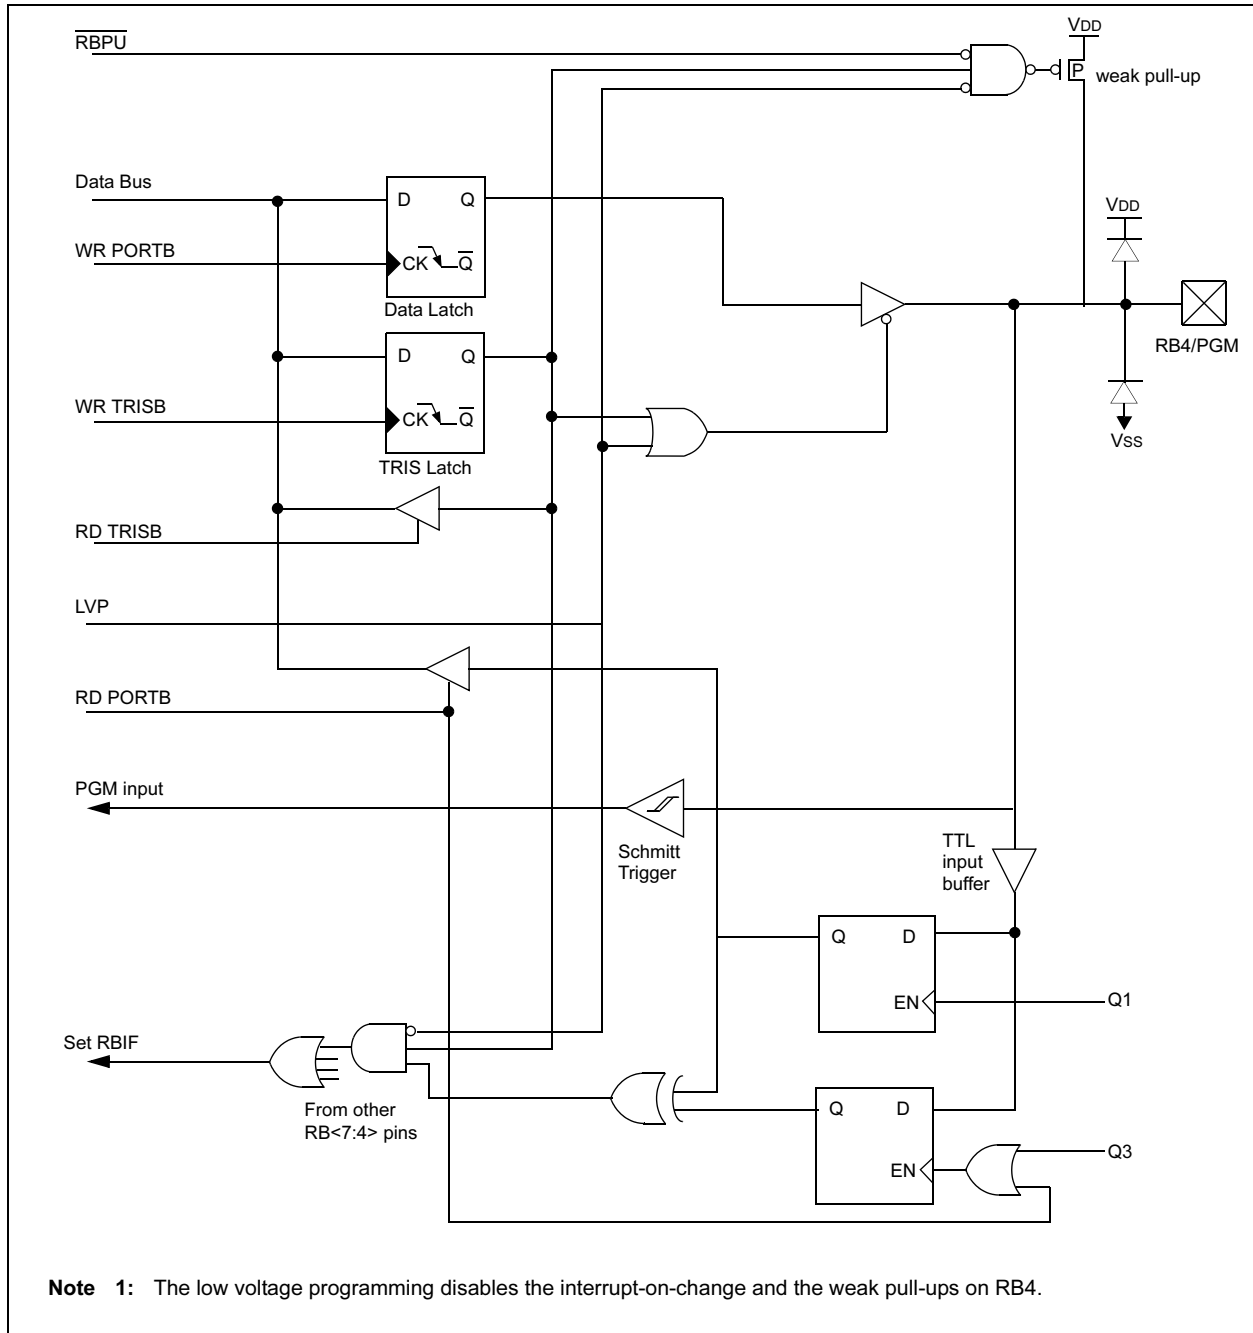 RBPU
VDD
P
weak pull-up
Data Bus
D
Q
VDD
WR PORTB
CK
Q
Data Latch
RB4/PGM
D
Q
WR TRISB
CK
Q
VSS
TRIS Latch
RD TRISB
LVP
RD PORTB
PGM input
Schmitt
Trigger
TTL
input
buffer
Q
D
EN
Q1
Set RBIF
From other
RB<7:4> pins
Q
D
EN
Q3
Note 1: The low voltage programming disables the interrupt-on-change and the weak pull-ups on RB4.